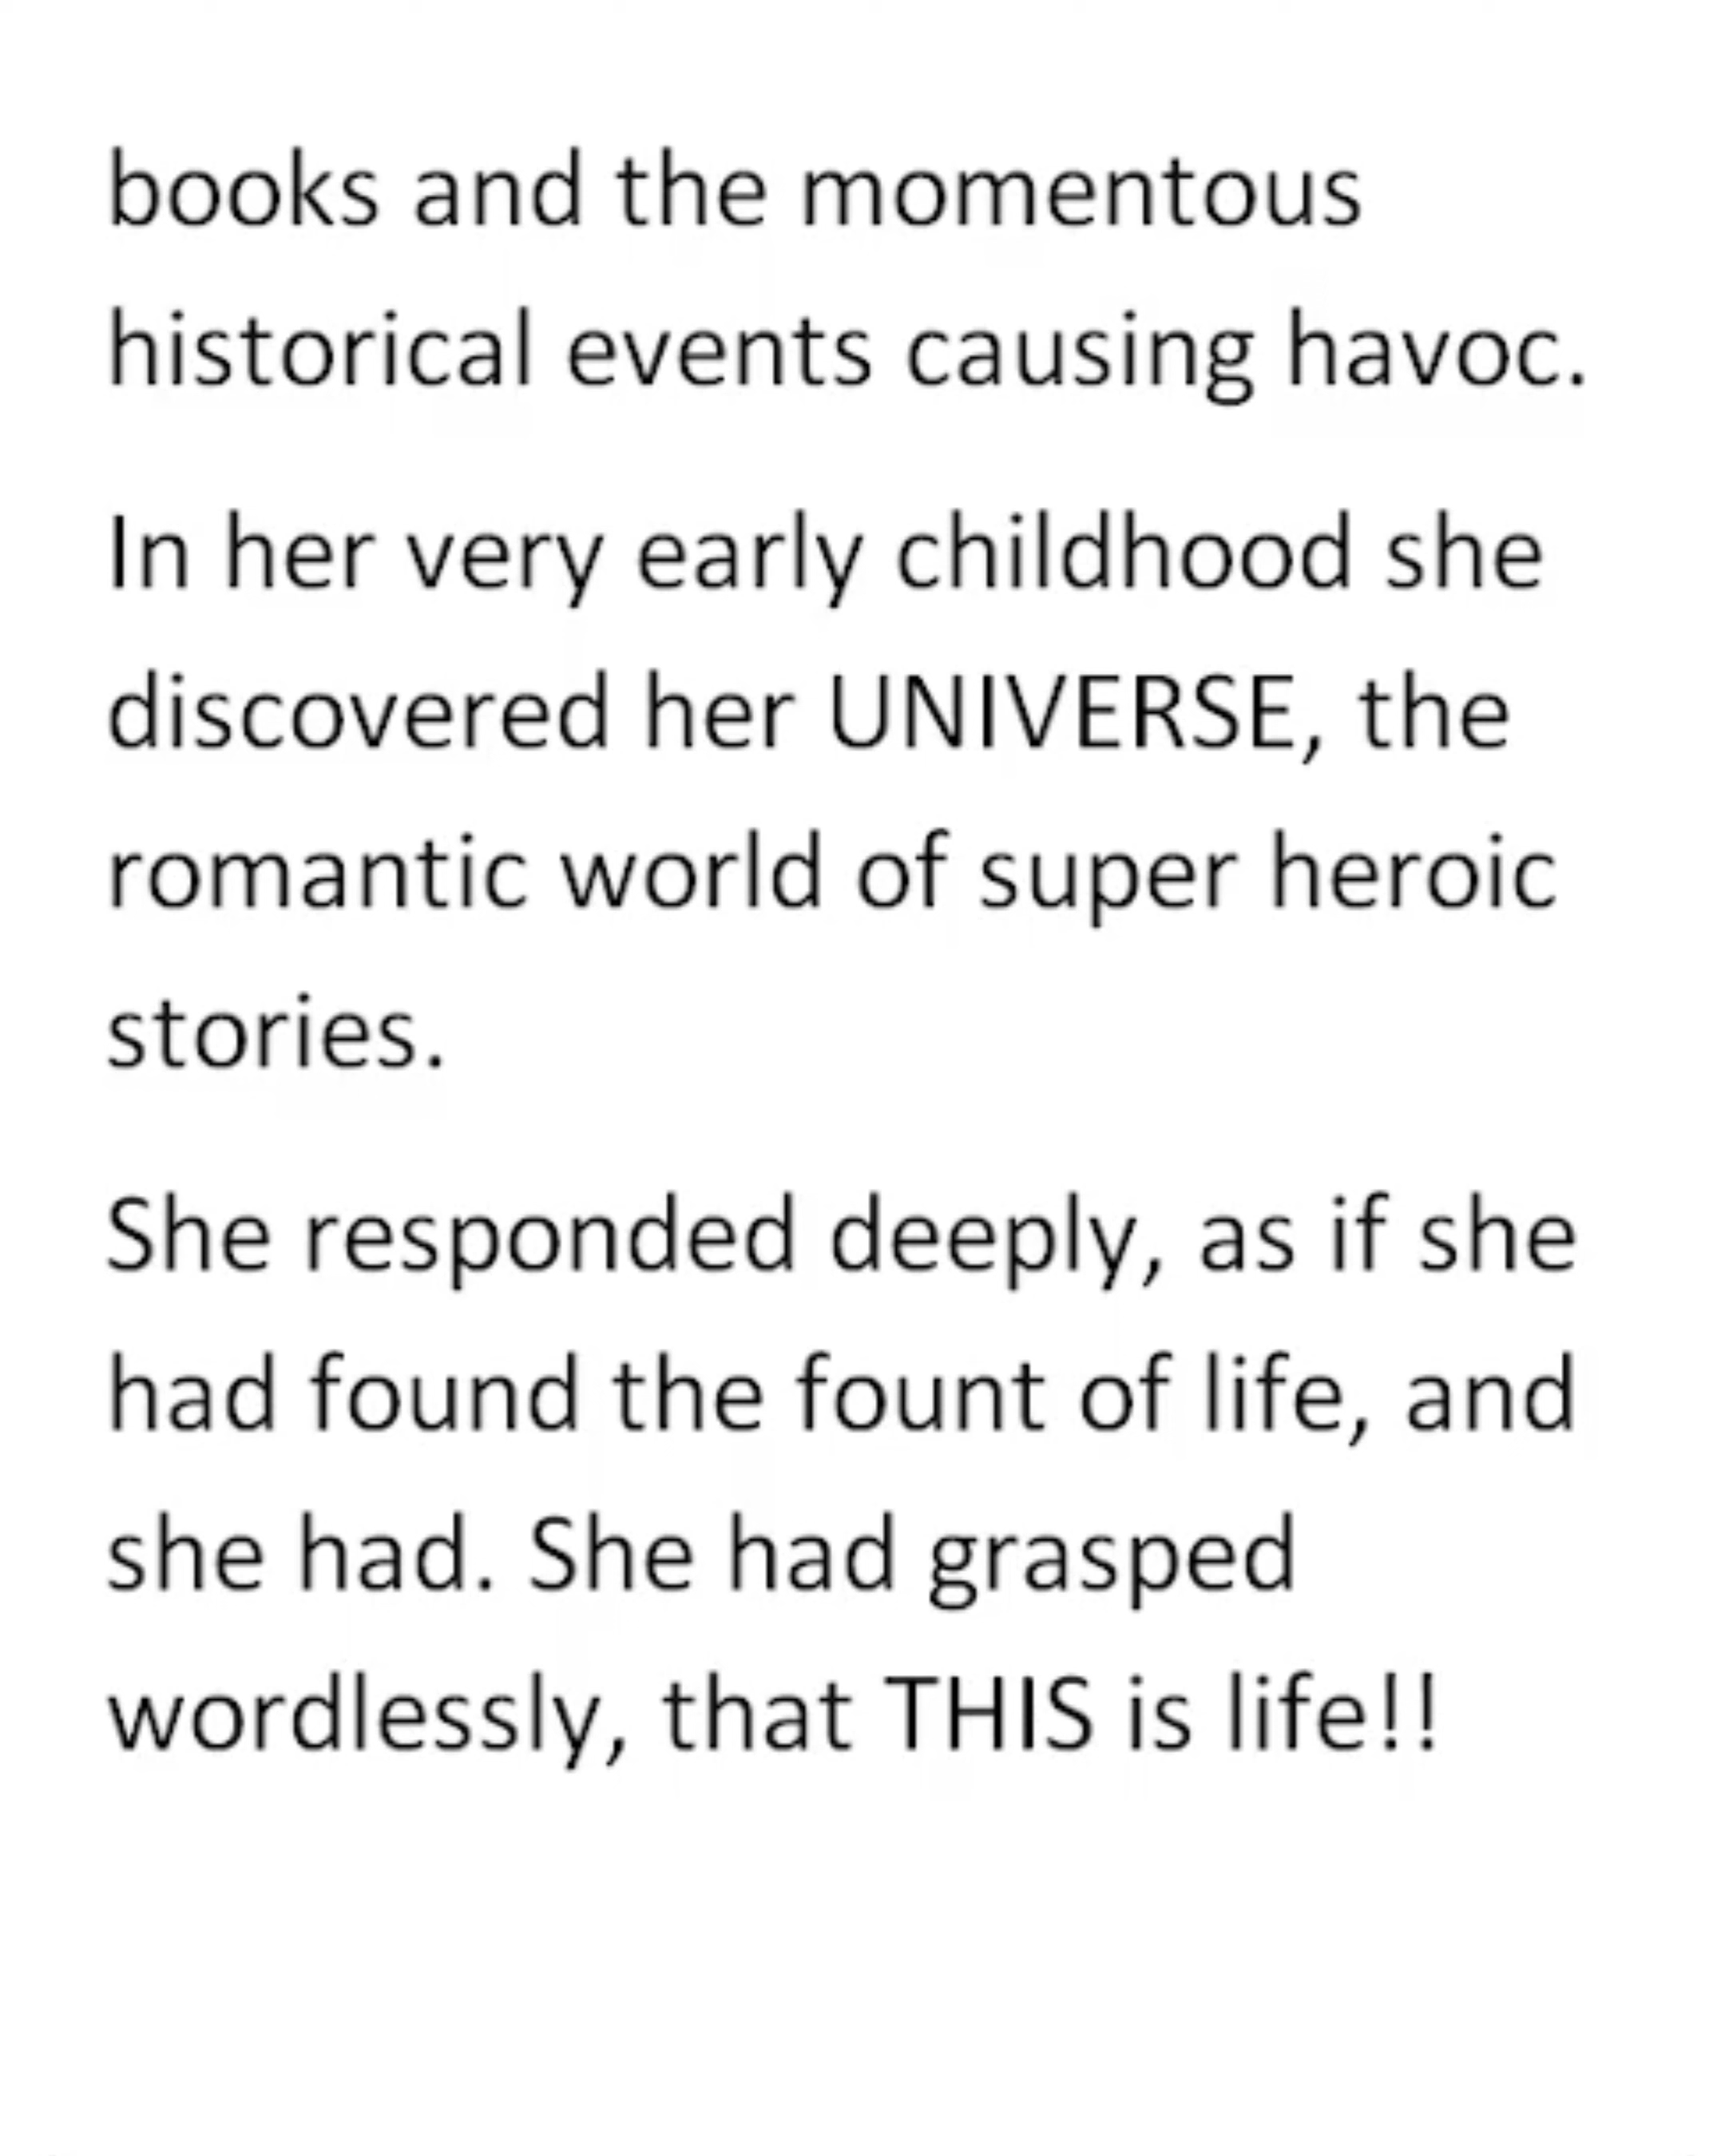 books and the momentous
historical events causing havoc.
In her very early childhood she
discovered her UNIVERSE, the
romantic world of super heroic
stories.
She responded deeply, as if she
had found the fount of life, and
she had. She had grasped
wordlessly, that THIS is life!!